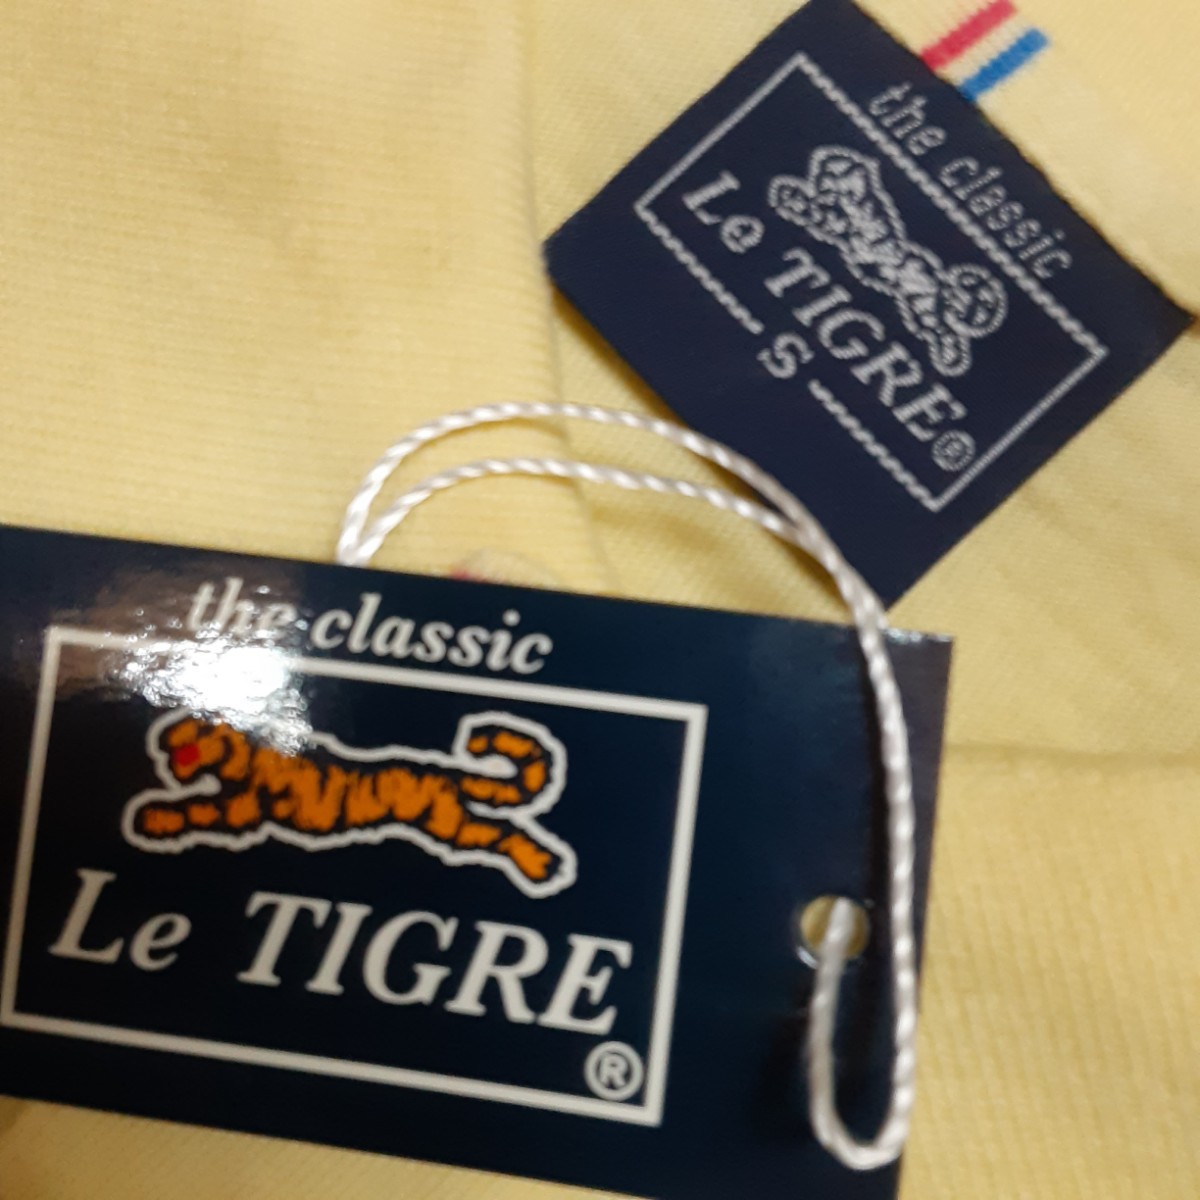 the classic
Le TIGRE®
S
the classic
Le TIGRE
®